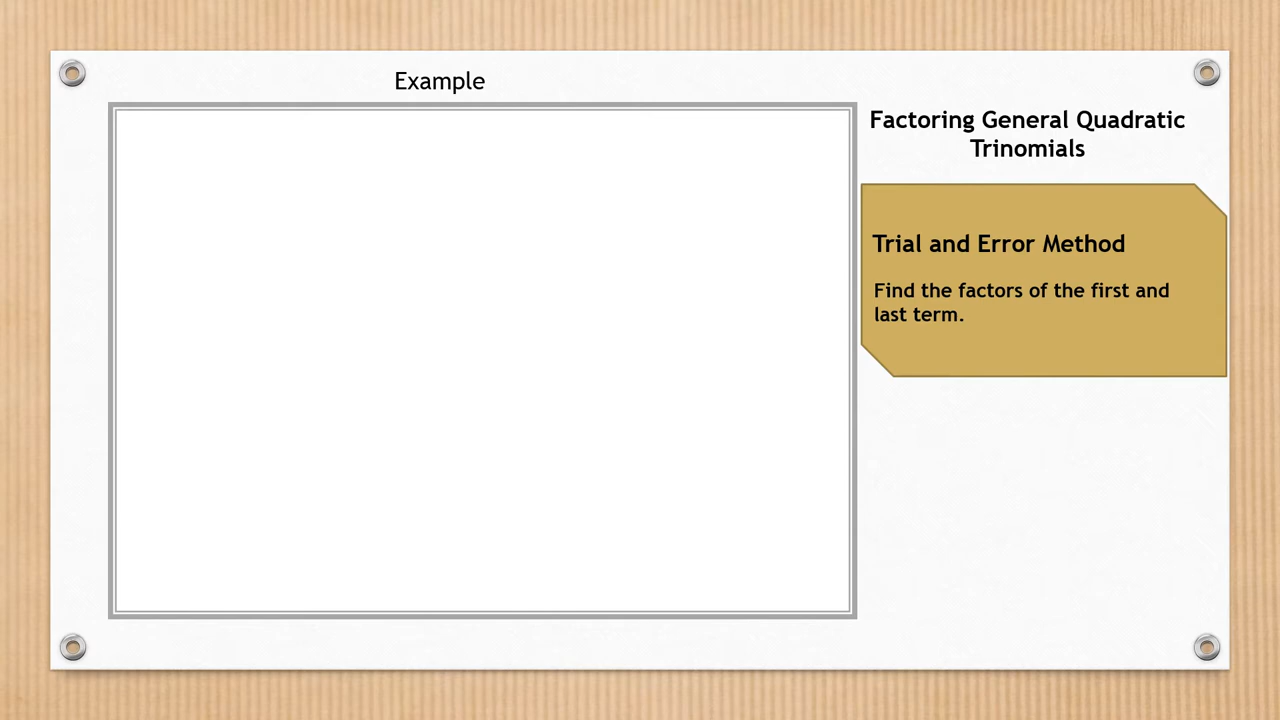 Example
Factoring General Quadratic
Trinomials
Trial and Error Method
Find the factors of the first and
last term.